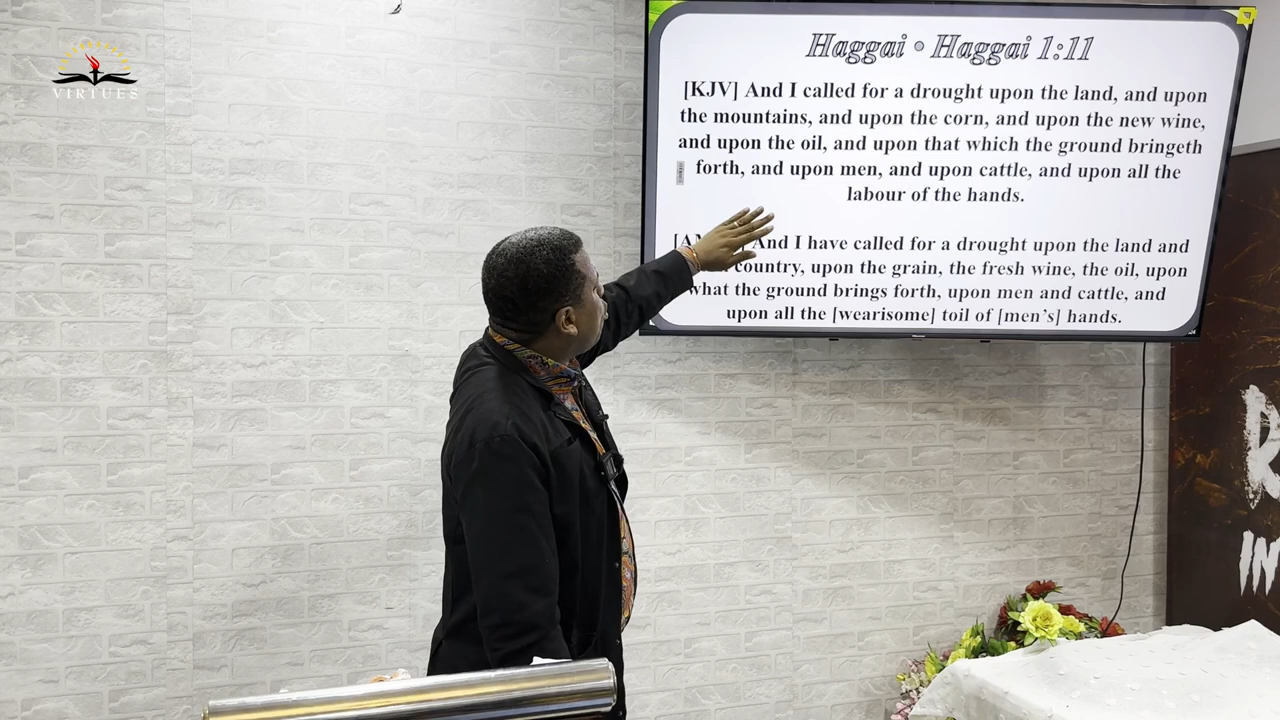 VIRTUES
Haggai • Haggai 1:11
[KJV] And I called for a drought upon the land, and upon
the mountains, and upon the corn, and upon the new wine,
and upon the oil, and upon that which the ground bringeth
forth, and upon men, and upon cattle, and upon all the
labour of the hands.
And I have called for a drought upon the land and
country, upon the grain, the fresh wine, the oil, upon
what the ground brings forth, upon men and cattle, and
upon all the [wearisome] toil of [men's] hands.